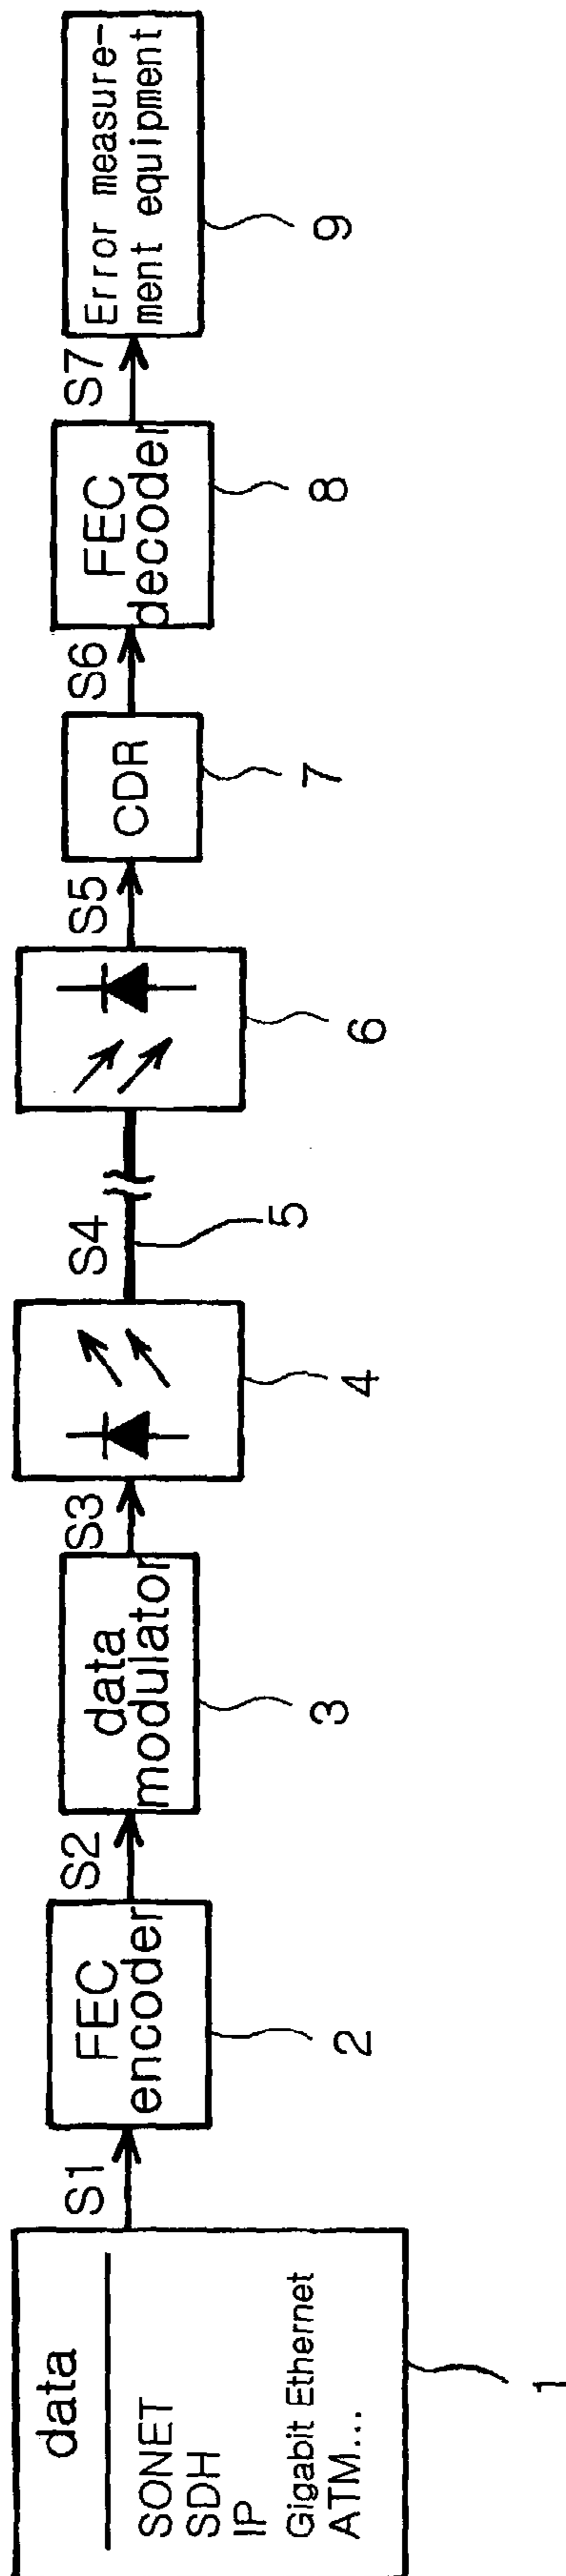 data
SONET
SDH
IP
Gigabit Ethernet
ATM...
1
S1
FEC
encoder
2
S2
data
modulator
3
S3
4
S4
5
6
S5
CDR
7
S6
FEC
decoder
8
S7
Error measure-
ment equipment
9